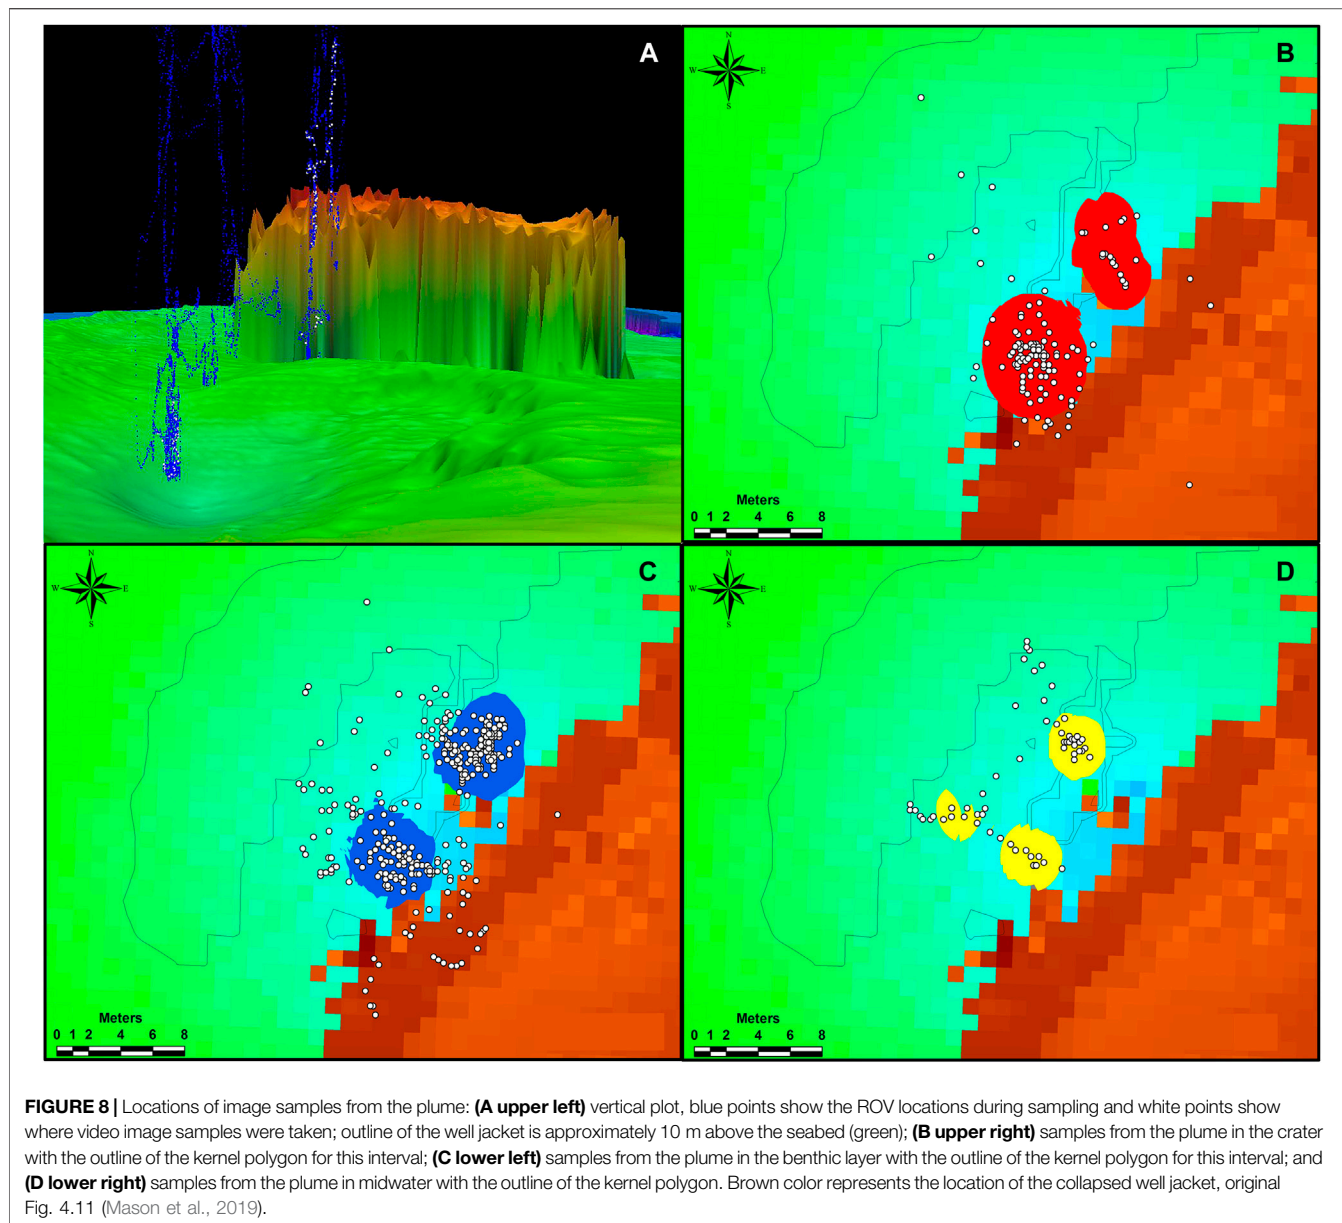 A
B
N
W E
S
Meters
0 1 2 4 6 8
C
N
W E
S
Meters
0 1 2 4 6 8
D
N
W E
S
Meters
0 1 2 4 6 8
FIGURE 8 | Locations of image samples from the plume: (A upper left) vertical plot, blue points show the ROV locations during sampling and white points show
where video image samples were taken; outline of the well jacket is approximately 10 m above the seabed (green); (B upper right) samples from the plume in the crater
with the outline of the kernel polygon for this interval; (C lower left) samples from the plume in the benthic layer with the outline of the kernel polygon for this interval; and
(D lower right) samples from the plume in midwater with the outline of the kernel polygon. Brown color represents the location of the collapsed well jacket, original
Fig. 4.11 (Mason et al., 2019).